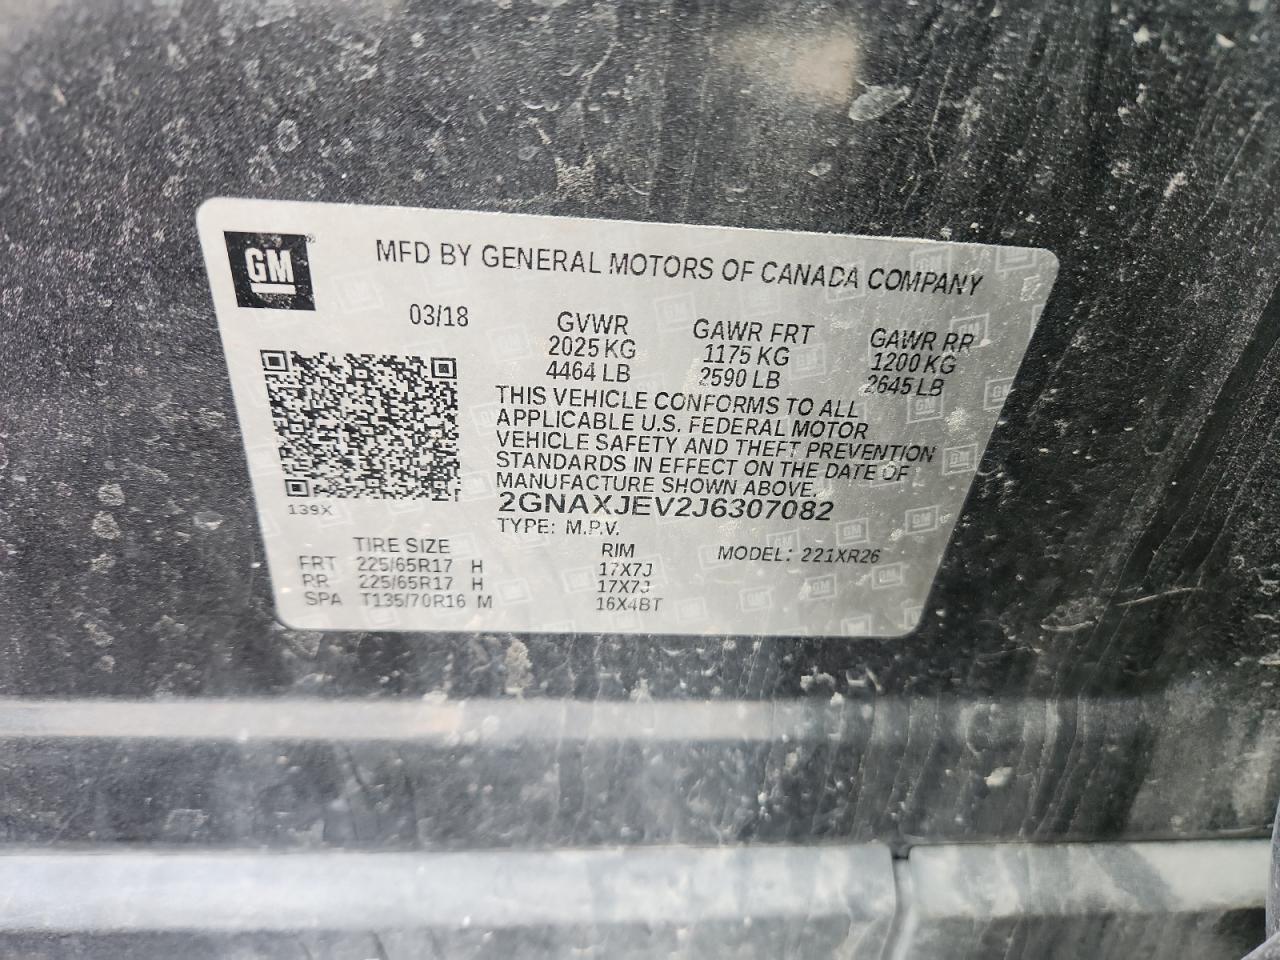 GM
MFD BY GENERAL MOTORS OF CANADA COMPANY
03/18 GVWR GAWR FRT GAWR RR
2025 KG 1175 KG 1200 KG
4464 LB 2590 LB 2645 LB
THIS VEHICLE CONFORMS TO ALL
APPLICABLE U.S. FEDERAL MOTOR
VEHICLE SAFETY AND THEFT PREVENTION
STANDARDS IN EFFECT ON THE DATE OF
MANUFACTURE SHOWN ABOVE.
139X
2GNAXJEV2J6307082
TYPE: M.P.V.
TIRE SIZE RIM MODEL: 221XR26
FRT 225/65R17 H 17X7J
RR 225/65R17 H 17X7J
SPA T135/70R16 M 16X4BT